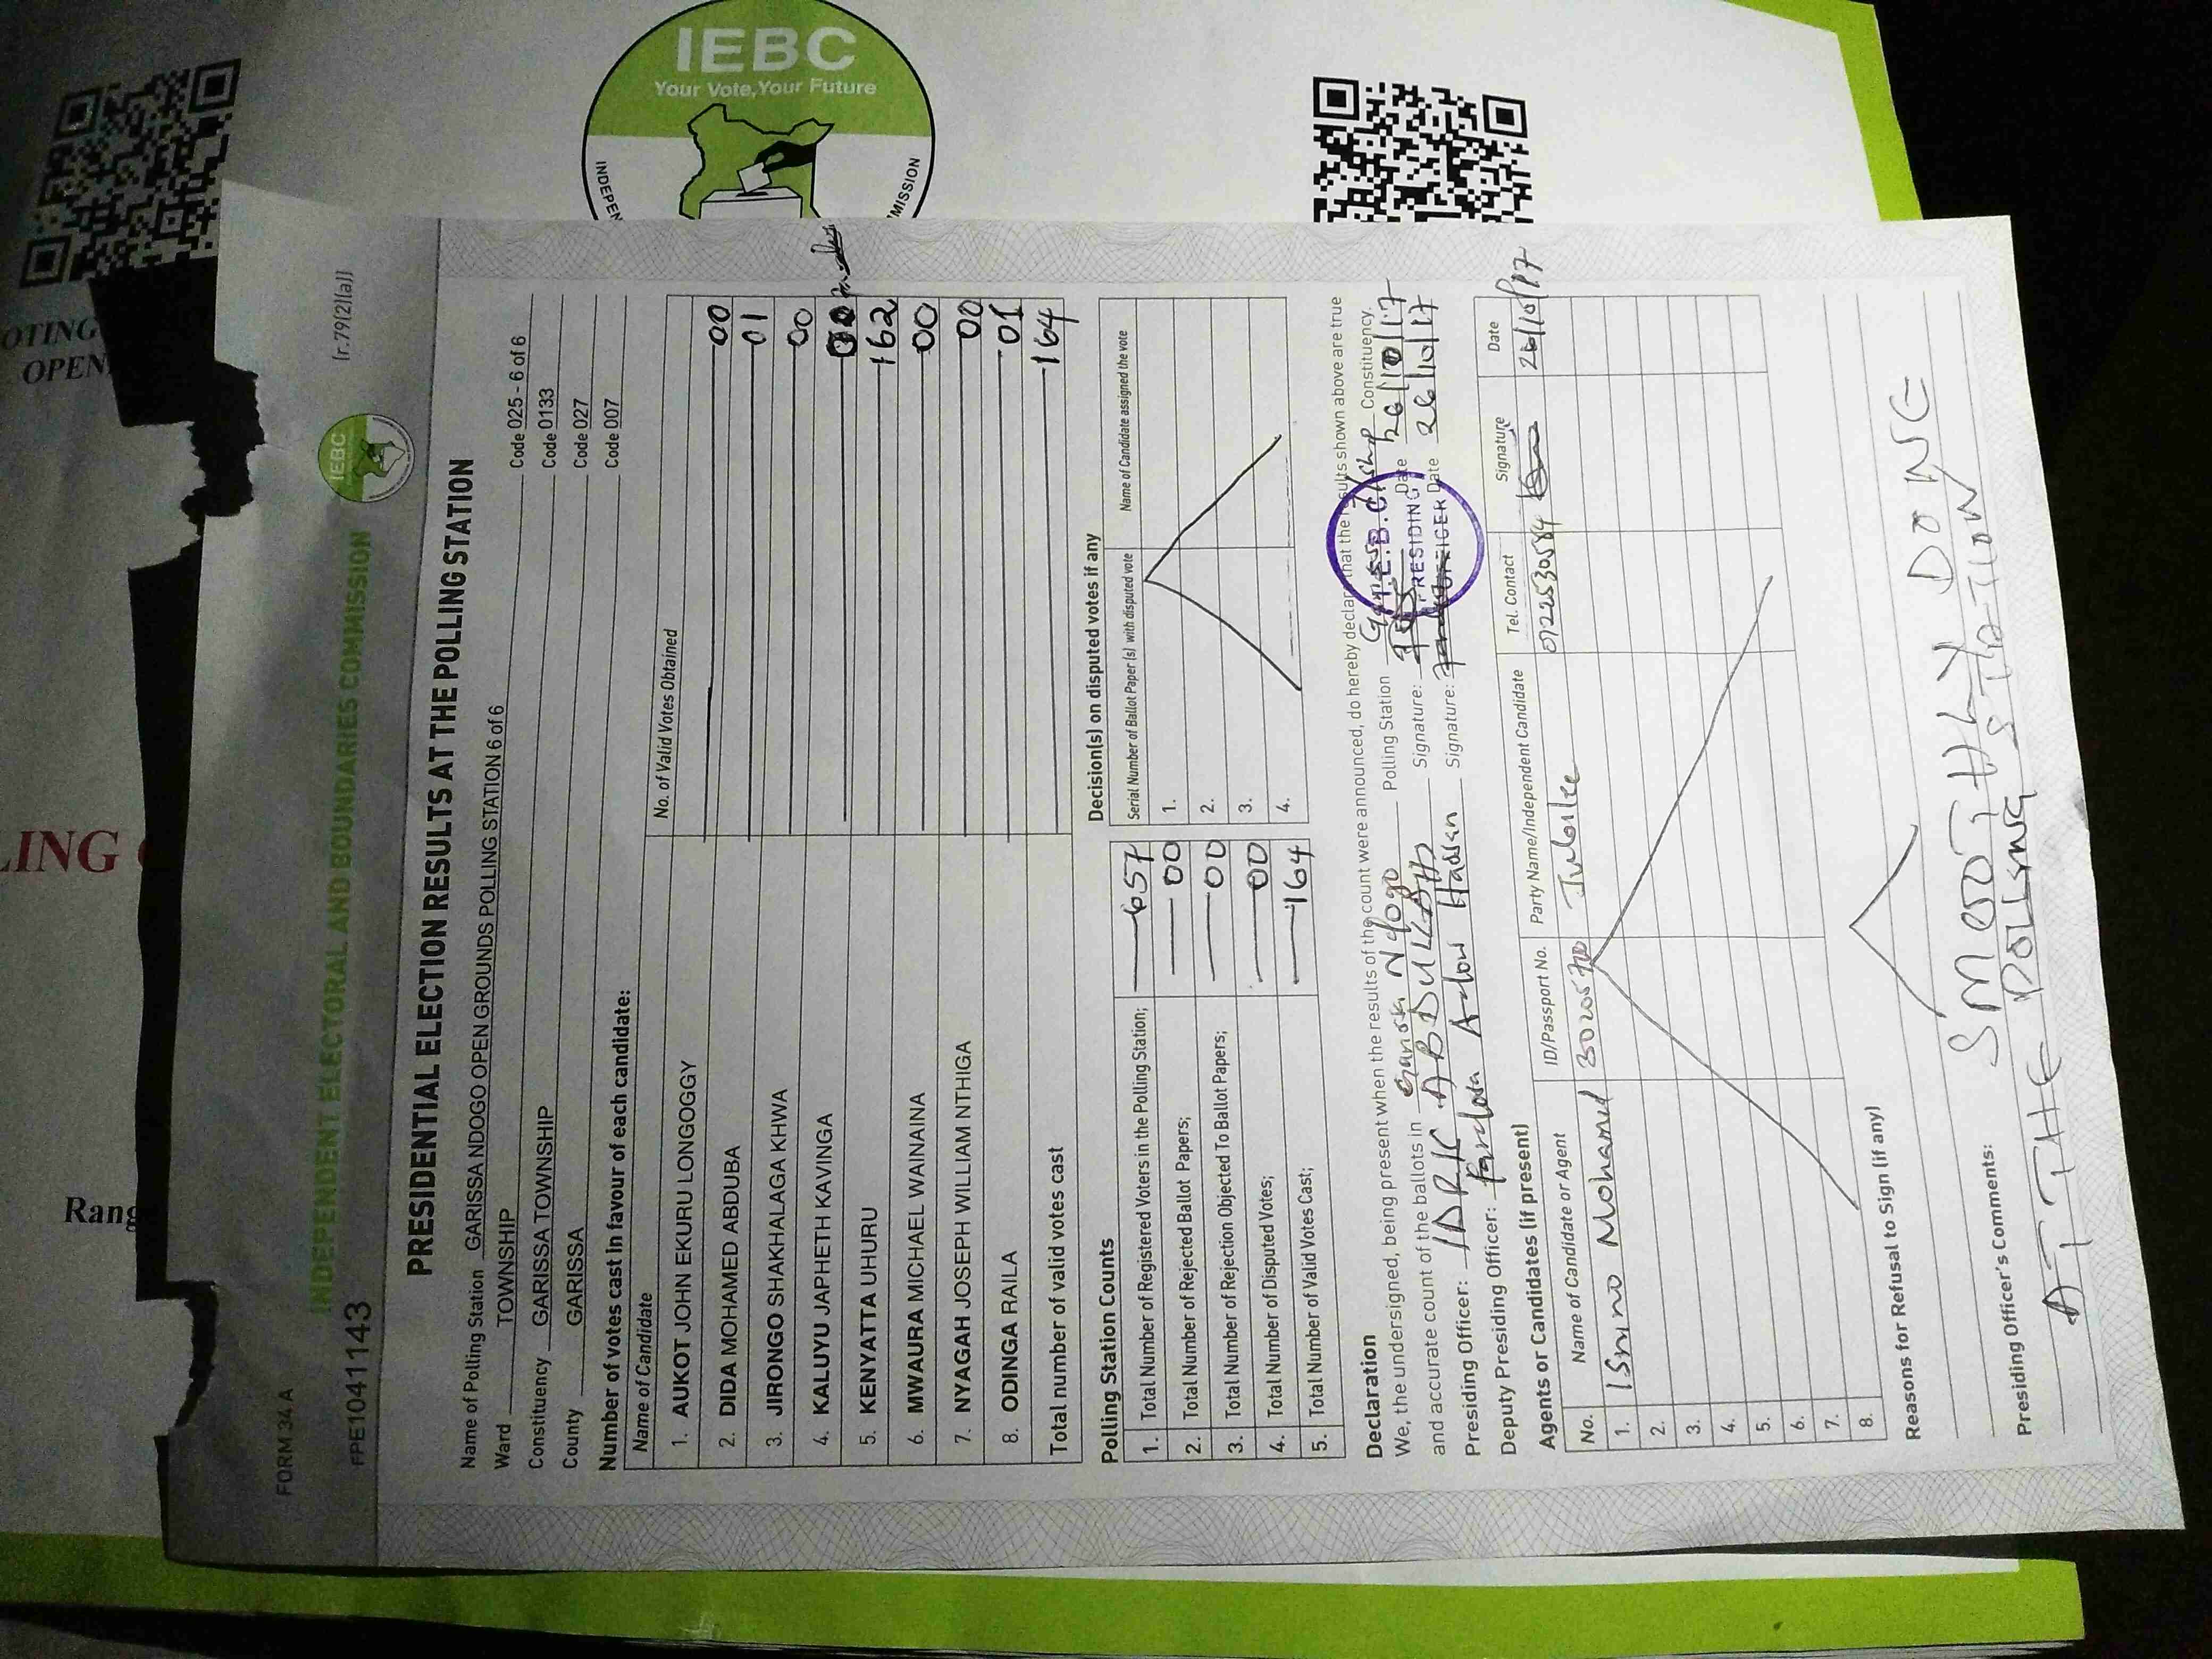 OTING
OPEN
LING
Rang
IEBC
Your Vote,Your Future
INDEPEN
MISSION
FORM 34 A
(r.79(2)(a))
FPE1041143
INDEPENDENT ELECTORAL AND BOUNDARIES COMMISSION
IEBC
PRESIDENTIAL ELECTION RESULTS AT THE POLLING STATION
Name of Polling Station GARISSA NDOGO OPEN GROUNDS POLLING STATION 6 of 6 Code 025 - 6 of 6
Ward TOWNSHIP Code 0133
Constituency GARISSA TOWNSHIP Code 027
County GARISSA Code 007
Number of votes cast in favour of each candidate:
Name of Candidate No. of Valid Votes Obtained
1. AUKOT JOHN EKURU LONGOGGY 00
2. DIDA MOHAMED ABDUBA 01
3. JIRONGO SHAKHALAGA KHWA 00
4. KALUYU JAPHETH KAVINGA
5. KENYATTA UHURU 162
6. MWAURA MICHAEL WAINAINA 00
7. NYAGAH JOSEPH WILLIAM NTHIGA 00
8. ODINGA RAILA 01
Total number of valid votes cast 164
Polling Station Counts
1. Total Number of Registered Voters in the Polling Station; 657
2. Total Number of Rejected Ballot Papers; 00
3. Total Number of Rejection Objected To Ballot Papers; 00
4. Total Number of Disputed Votes; 00
5. Total Number of Valid Votes Cast; 164
Decision(s) on disputed votes if any
Serial Number of Ballot Paper (s) with disputed vote Name of Candidate assigned the vote
1.
2.
3.
4.
Declaration
We, the undersigned, being present when the results of the count were announced, do hereby declare that the results shown above are true
and accurate count of the ballots in Garissa Ndogo Polling Station Garissa T/ship Constituency.
Presiding Officer: IDRIS ABDULLAHI Signature: Date 26/10/17
Deputy Presiding Officer: Fardosa Adow Hassan Signature: Date 26/10/17
I.E.B.C
PRESIDING
OFFICER
Agents or Candidates (if present)
No. Name of Candidate or Agent ID/Passport No. Party Name/Independent Candidate Tel. Contact Signature Date
1. Isnino Mohamud 30205700 Jubilee 0722530584 26/10/17
2.
3.
4.
5.
6.
7.
8.
Reasons for Refusal to Sign (if any)
Presiding Officer's Comments: SMOOTHLY DONE
AT THE POLLING STATION